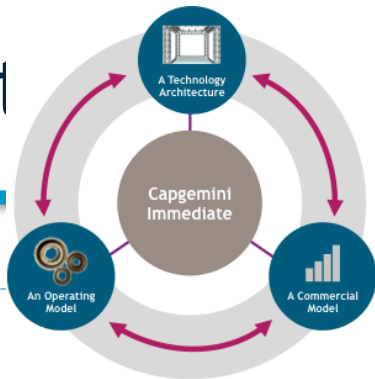 A Technology
Architecture
Capgemini
Immediate
An Operating
Model
A Commercial
Model